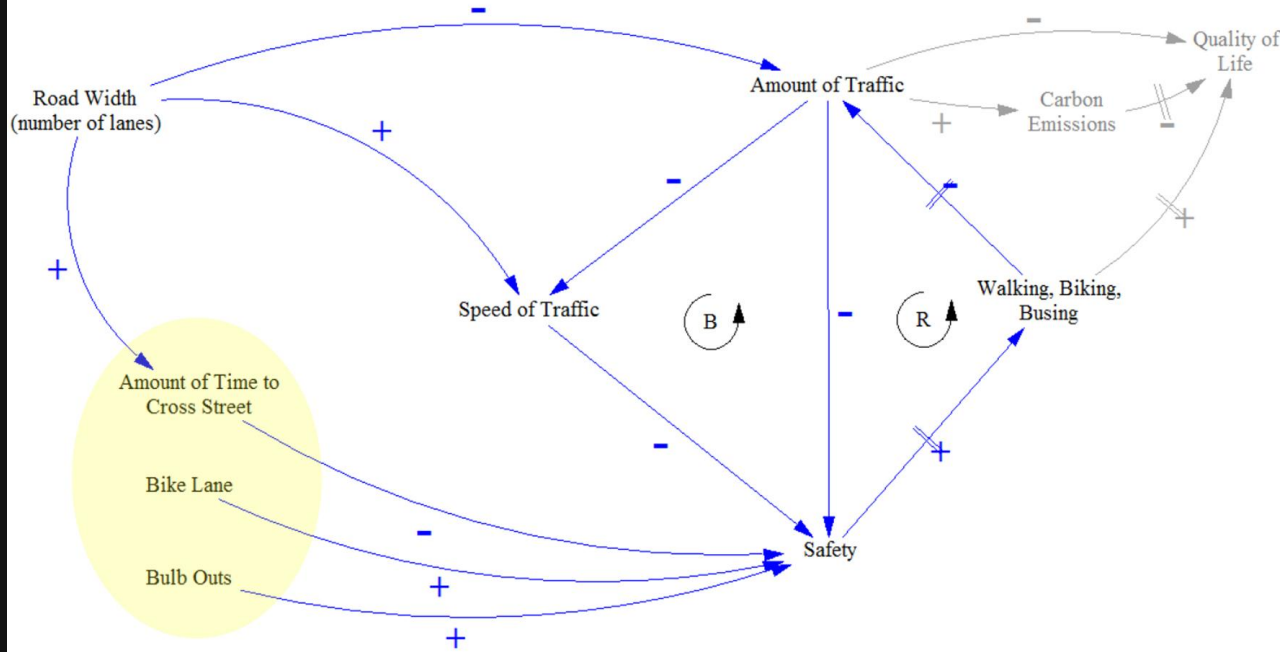 -
Quality of
Life
-
Amount of Traffic
Road Width
(number of lanes)
Carbon
Emissions
+
-
+
-
-
+
+
Walking, Biking,
Busing
Speed of Traffic
B
-
R
Amount of Time to
Cross Street
-
+
Bike Lane
-
Safety
Bulb Outs
+
+